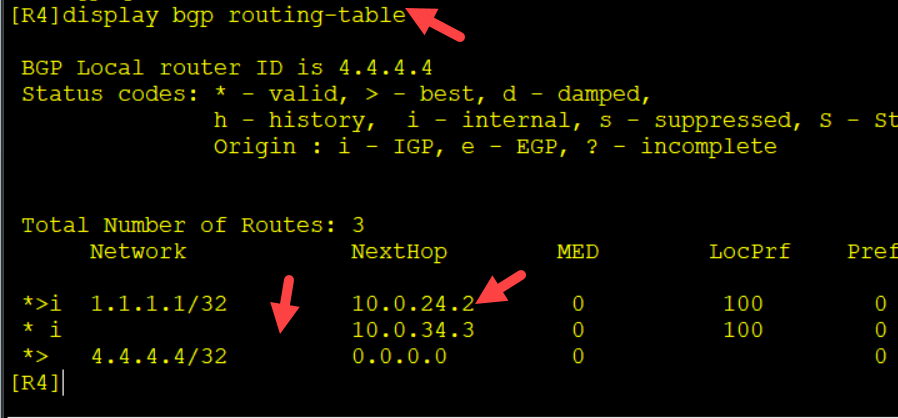 [R4]display bgp routing-table
BGP Local router ID is 4.4.4.4
Status codes: * - valid, > - best, d - damped,
h - history,  i - internal, s - suppressed, S - St
Origin : i - IGP, e - EGP, ? - incomplete
Total Number of Routes: 3
Network NextHop MED LocPrf Pref
*>i 1.1.1.1/32 10.0.24.2 0 100 0
* i 10.0.34.3 0 100 0
*> 4.4.4.4/32 0.0.0.0 0 0
[R4]